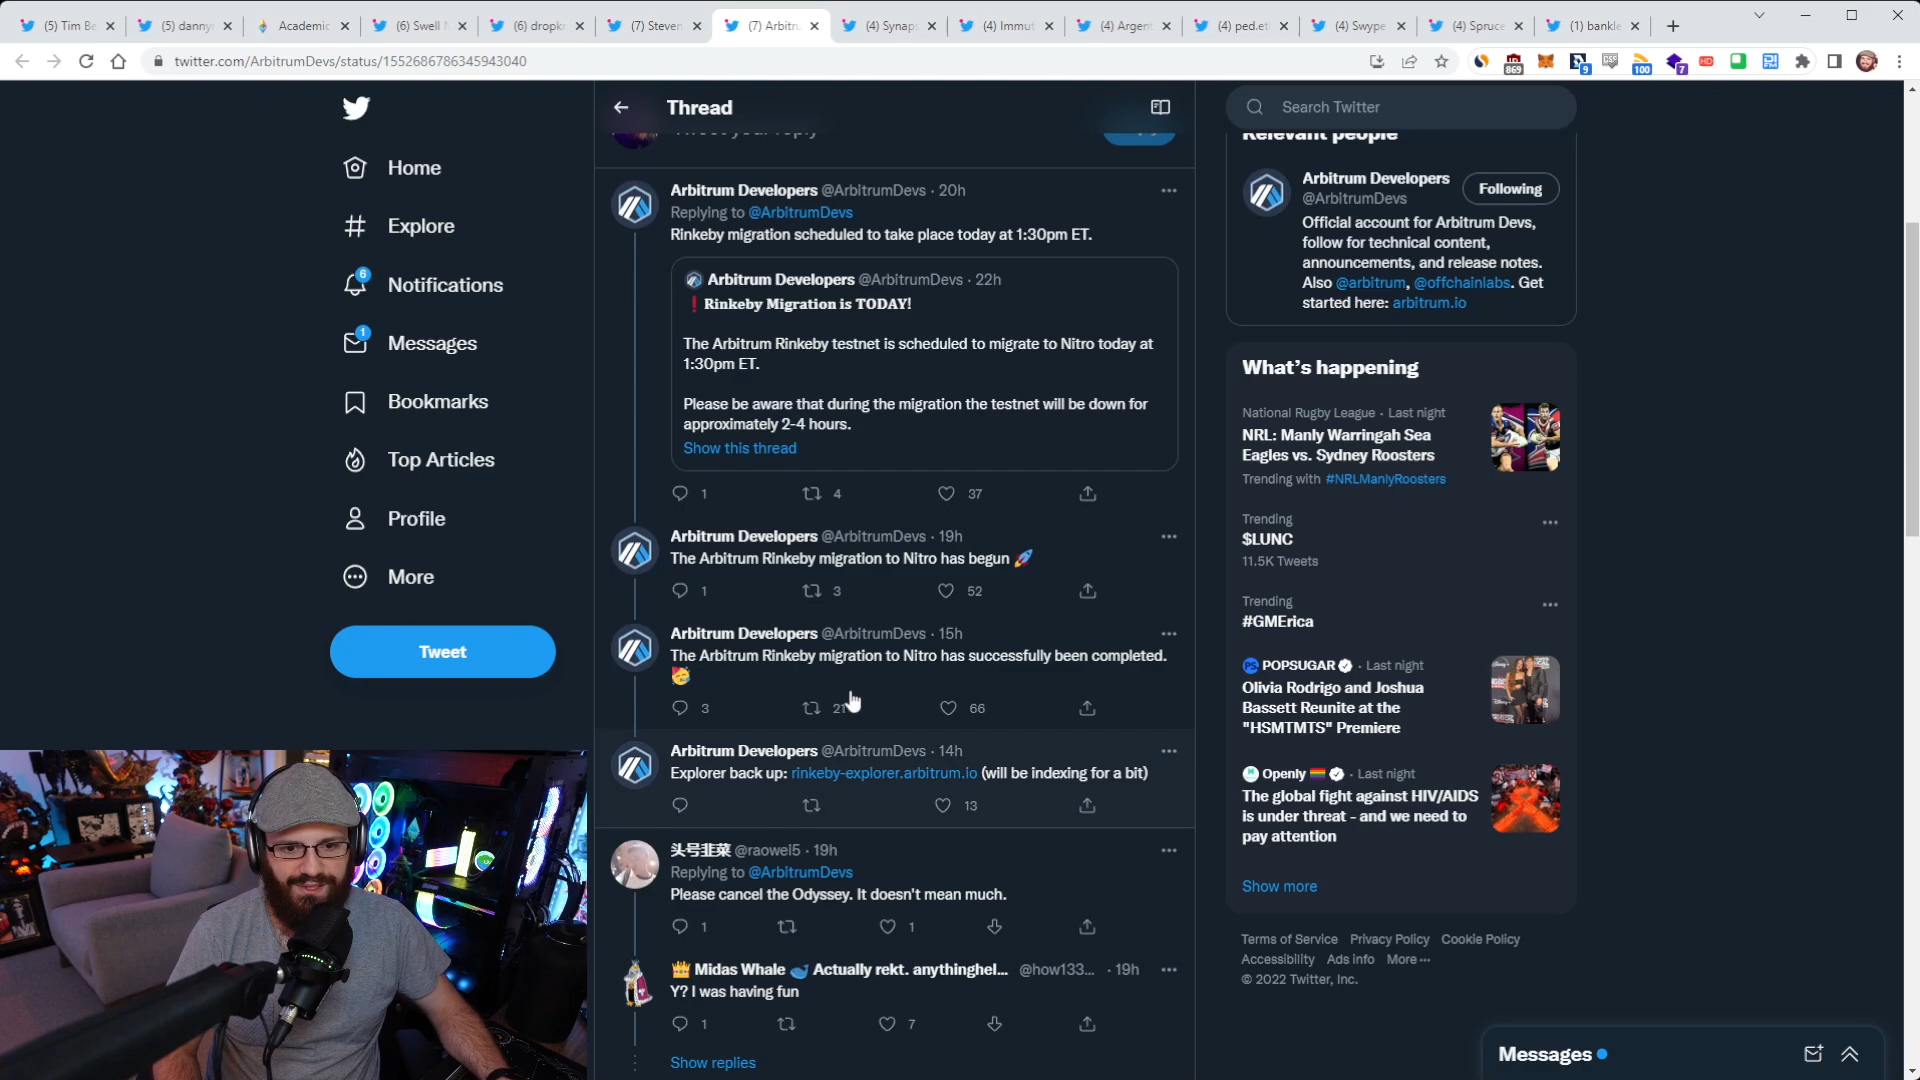 (5) Tim Be
(5) danny
Academic
(6) Swell
(6) dropk
(7) Steven
(7) Arbitru
(4) Synaps
(4) Immut
(4) Argent
(4) ped.et
(4) Swype
(4) Spruce
(1) bankle
twitter.com/ArbitrumDevs/status/1552686786345943040
869
9
100
7
HD
Home
Explore
6
Notifications
1
Messages
Bookmarks
Top Articles
Profile
More
Tweet
Thread
Tweet your reply
Arbitrum Developers @ArbitrumDevs · 20h
Replying to @ArbitrumDevs
Rinkeby migration scheduled to take place today at 1:30pm ET.
Arbitrum Developers @ArbitrumDevs · 22h
❗Rinkeby Migration is TODAY!
The Arbitrum Rinkeby testnet is scheduled to migrate to Nitro today at
1:30pm ET.
Please be aware that during the migration the testnet will be down for
approximately 2-4 hours.
Show this thread
1 4 37
Arbitrum Developers @ArbitrumDevs · 19h
The Arbitrum Rinkeby migration to Nitro has begun 🚀
1 3 52
Arbitrum Developers @ArbitrumDevs · 15h
The Arbitrum Rinkeby migration to Nitro has successfully been completed.
🥳
3 21 66
Arbitrum Developers @ArbitrumDevs · 14h
Explorer back up: rinkeby-explorer.arbitrum.io (will be indexing for a bit)
13
头号韭菜 @raowei5 · 19h
Replying to @ArbitrumDevs
Please cancel the Odyssey. It doesn't mean much.
1 1
👑 Midas Whale 🐋 Actually rekt. anythinghel... @how133... · 19h
Y? I was having fun
1 7
Show replies
Search Twitter
Relevant people
Arbitrum Developers
@ArbitrumDevs
Following
Official account for Arbitrum Devs,
follow for technical content,
announcements, and release notes.
Also @arbitrum, @offchainlabs. Get
started here: arbitrum.io
What's happening
National Rugby League · Last night
NRL: Manly Warringah Sea
Eagles vs. Sydney Roosters
Trending with #NRLManlyRoosters
Trending
$LUNC
11.5K Tweets
Trending
#GMErica
POPSUGAR · Last night
Olivia Rodrigo and Joshua
Bassett Reunite at the
"HSMTMTS" Premiere
Openly 🏳️‍🌈 · Last night
The global fight against HIV/AIDS
is under threat - and we need to
pay attention
Show more
Terms of Service Privacy Policy Cookie Policy
Accessibility Ads info More ···
© 2022 Twitter, Inc.
Messages